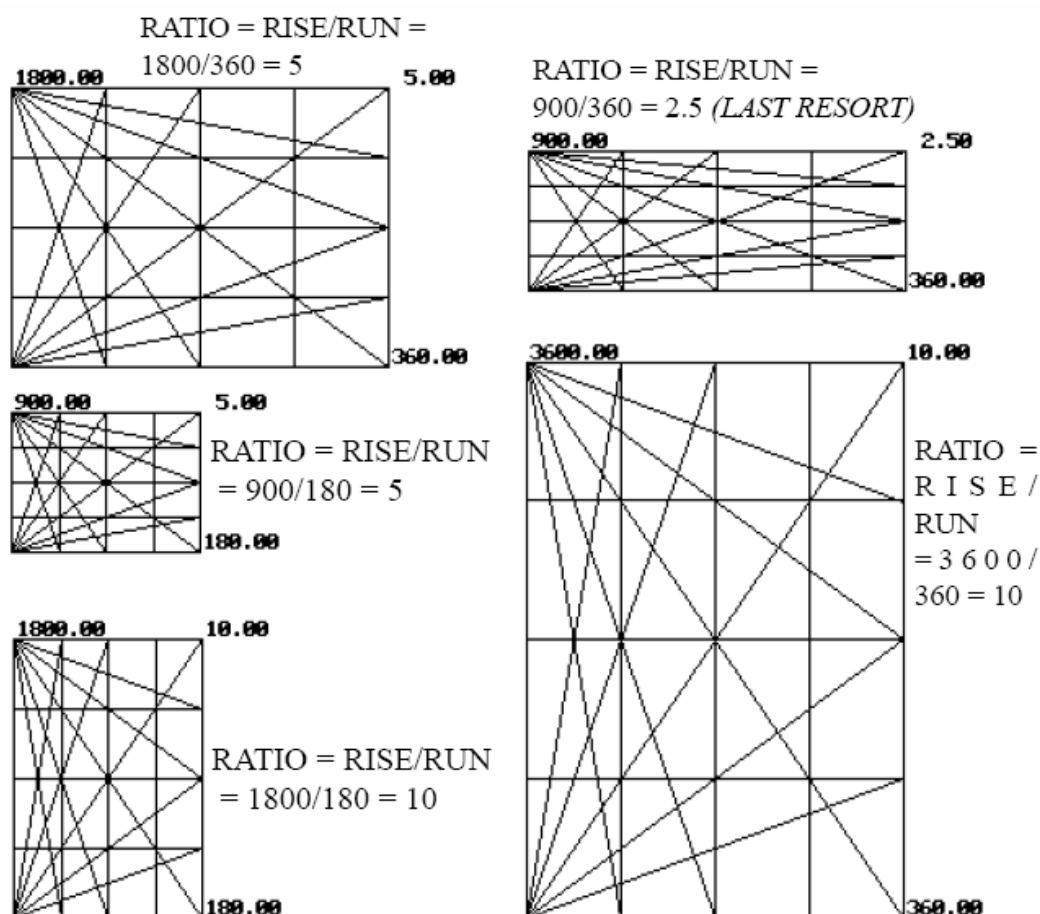 RATIO = RISE/RUN =
1800/360 = 5
1800.00 5.00
360.00
RATIO = RISE/RUN =
900/360 = 2.5 (LAST RESORT)
900.00 2.50
360.00
900.00 5.00
RATIO = RISE/RUN
= 900/180 = 5
180.00
3600.00 10.00
RATIO =
R I S E /
RUN
= 3 6 0 0 /
360 = 10
360.00
1800.00 10.00
RATIO = RISE/RUN
= 1800/180 = 10
180.00